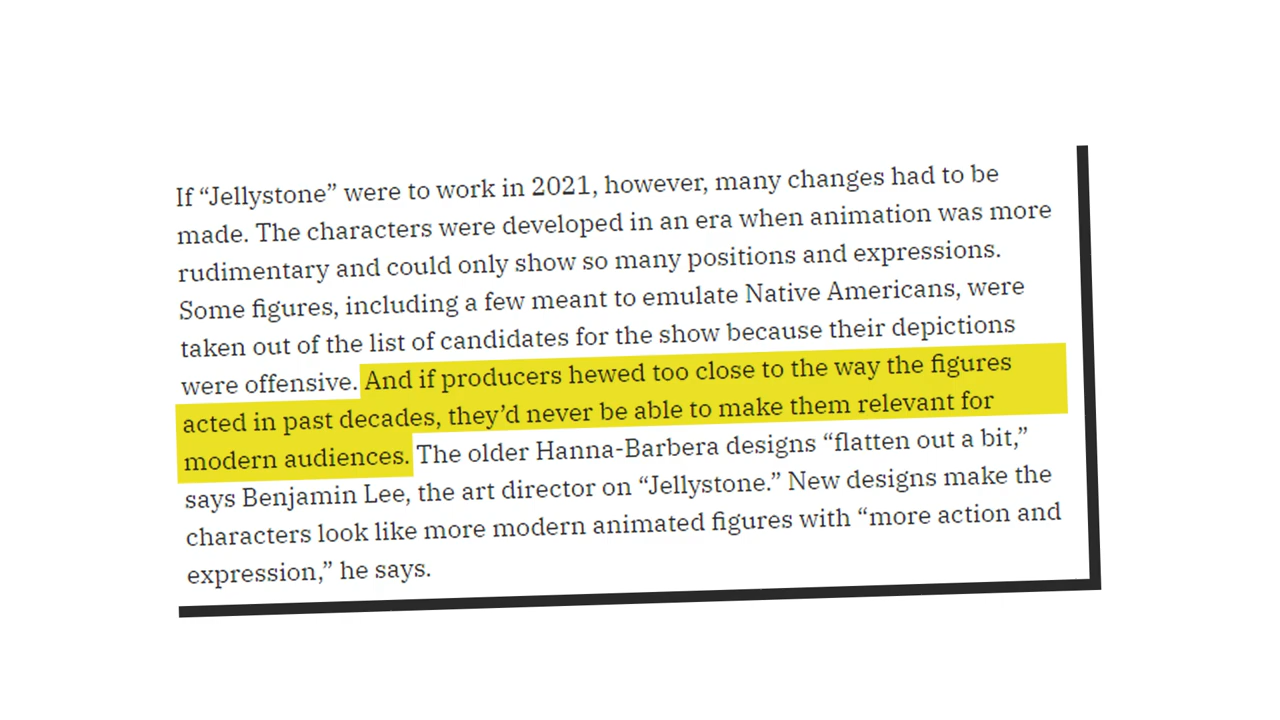 If “Jellystone” were to work in 2021, however, many changes had to be
made. The characters were developed in an era when animation was more
rudimentary and could only show so many positions and expressions.
Some figures, including a few meant to emulate Native Americans, were
taken out of the list of candidates for the show because their depictions
were offensive. And if producers hewed too close to the way the figures
acted in past decades, they’d never be able to make them relevant for
modern audiences. The older Hanna-Barbera designs “flatten out a bit,”
says Benjamin Lee, the art director on “Jellystone.” New designs make the
characters look like more modern animated figures with “more action and
expression,” he says.